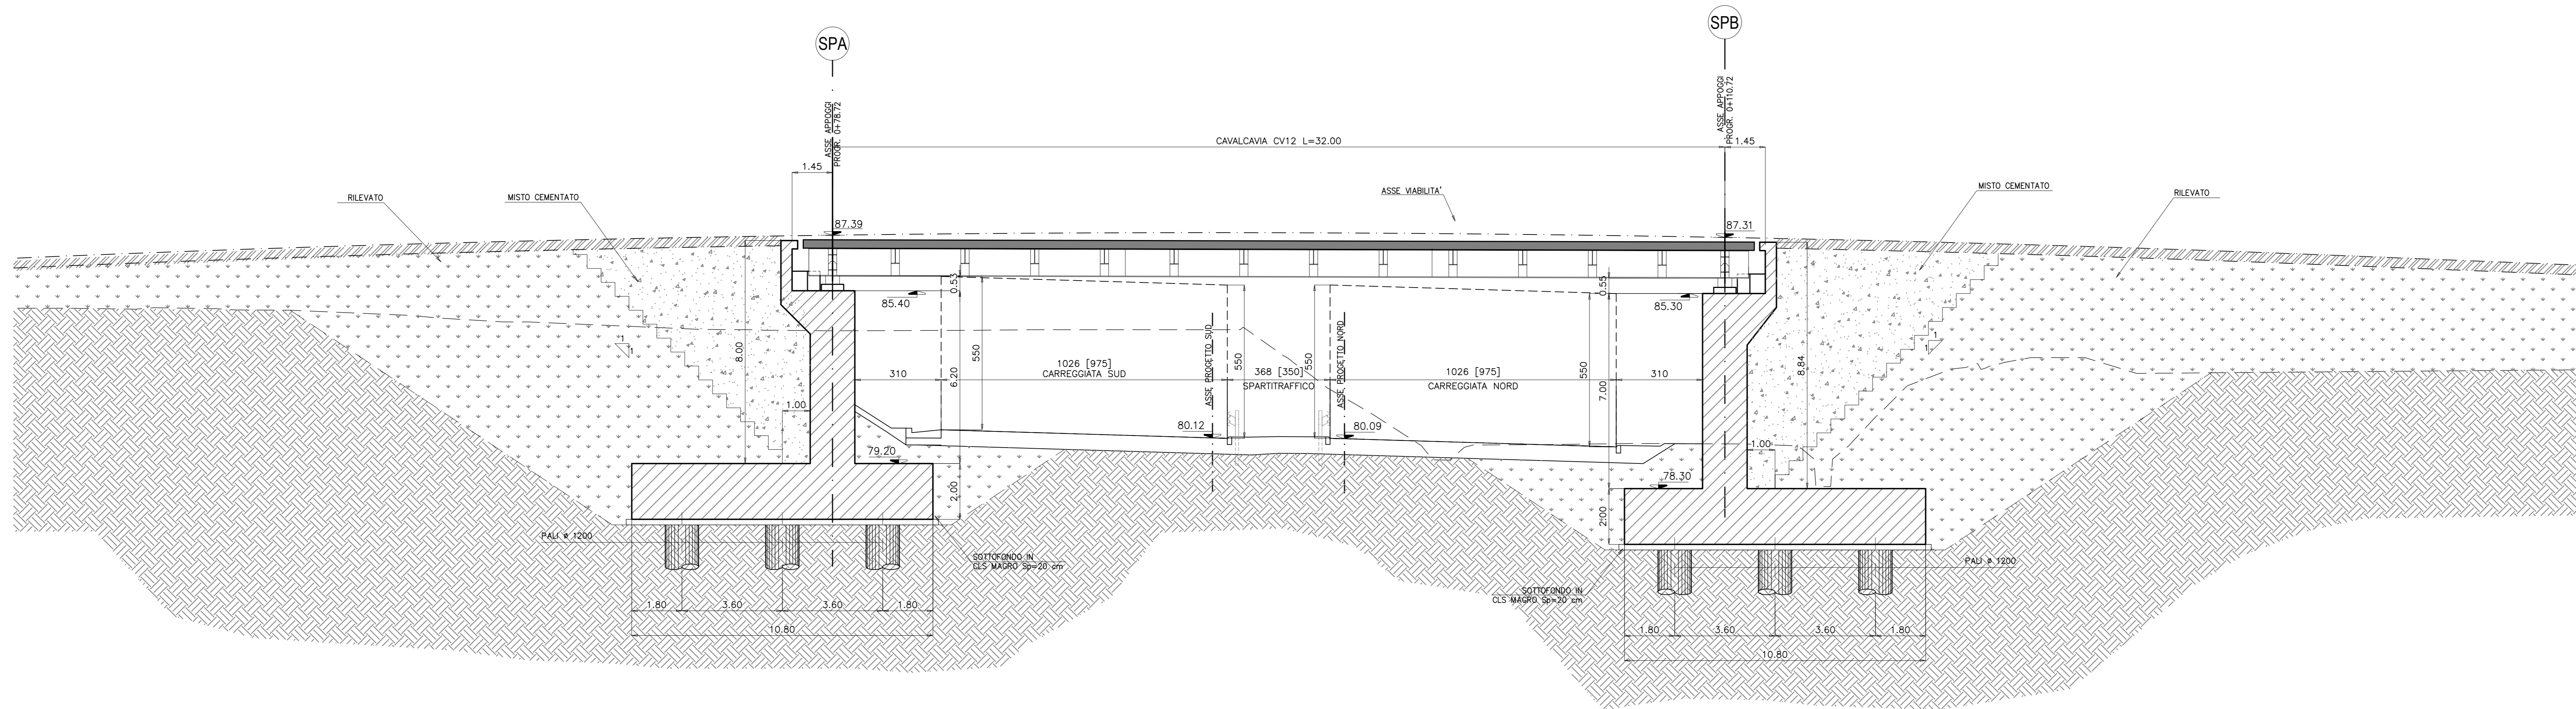 SPA
SPB
ASSE APPOGGI
PROGR. 0+78.72
ASSE APPOGGI
PROGR. 0+110.72
CAVALCAVIA CV12 L=32.00
1.45
1.45
RILEVATO
MISTO CEMENTATO
ASSE VIABILITA'
MISTO CEMENTATO
RILEVATO
87.39
87.31
85.40
0.53
0.55
85.30
1
1
8.00
550
6.20
310
1026 [975]
CARREGGIATA SUD
ASSE PROGETTO SUD
550
368 [350]
SPARTITRAFFICO
550
ASSE PROGETTO NORD
1026 [975]
CARREGGIATA NORD
550
7.00
310
8.84
1
1
1.00
80.12
80.09
79.20
1.00
78.30
2.00
2.00
PALI ø 1200
SOTTOFONDO IN
CLS MAGRO Sp=20 cm
PALI ø 1200
SOTTOFONDO IN
CLS MAGRO Sp=20 cm
1.80
3.60
3.60
1.80
10.80
1.80
3.60
3.60
1.80
10.80